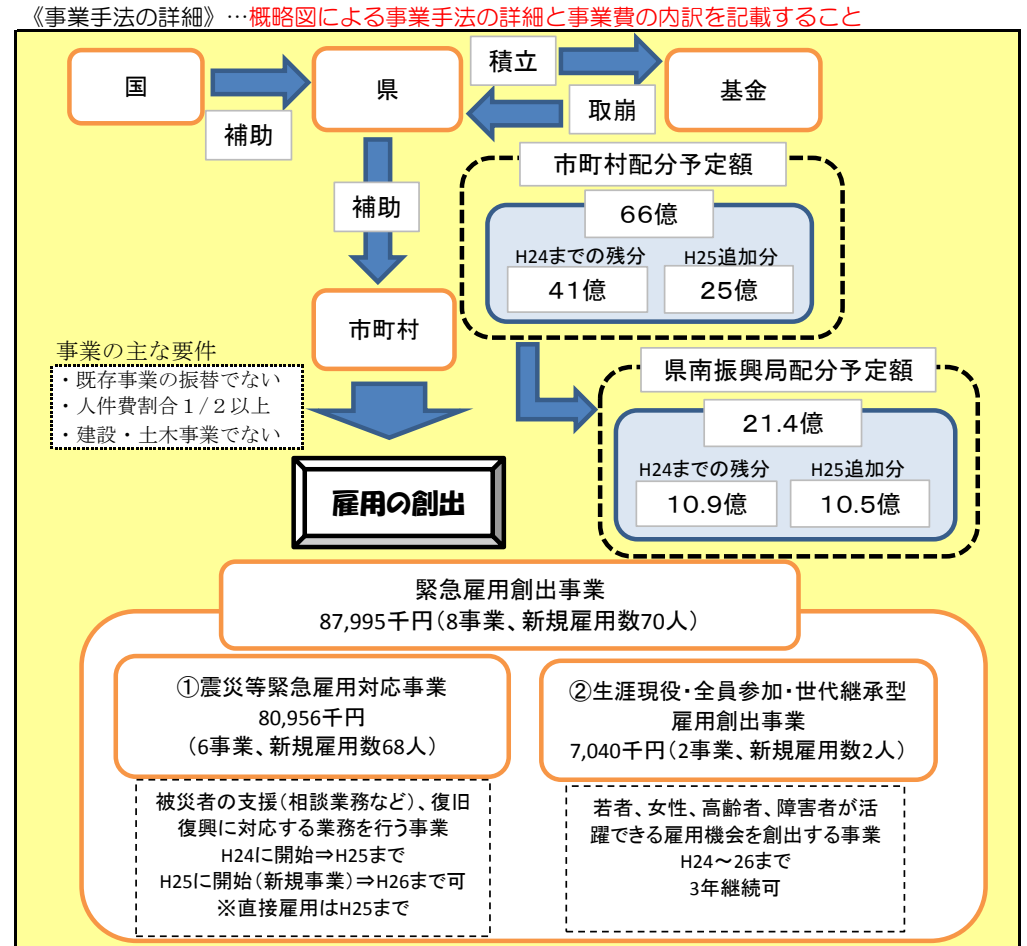 《事業手法の詳細》…概略図による事業手法の詳細と事業費の内訳を記載すること
国
補助
県
積立
取崩
基金
補助
市町村
市町村配分予定額
66億
H24までの残分
41億
H25追加分
25億
県南振興局配分予定額
21.4億
H24までの残分
10.9億
H25追加分
10.5億
事業の主な要件
・既存事業の振替でない
・人件費割合1/2以上
・建設・土木事業でない
雇用の創出
緊急雇用創出事業
87,995千円(8事業、新規雇用数70人)
①震災等緊急雇用対応事業
80,956千円
(6事業、新規雇用数68人)
被災者の支援(相談業務など)、復旧
復興に対応する業務を行う事業
H24に開始⇒H25まで
H25に開始(新規事業)⇒H26まで可
※直接雇用はH25まで
②生涯現役・全員参加・世代継承型
雇用創出事業
7,040千円(2事業、新規雇用数2人)
若者、女性、高齢者、障害者が活
躍できる雇用機会を創出する事業
H24~26まで
3年継続可